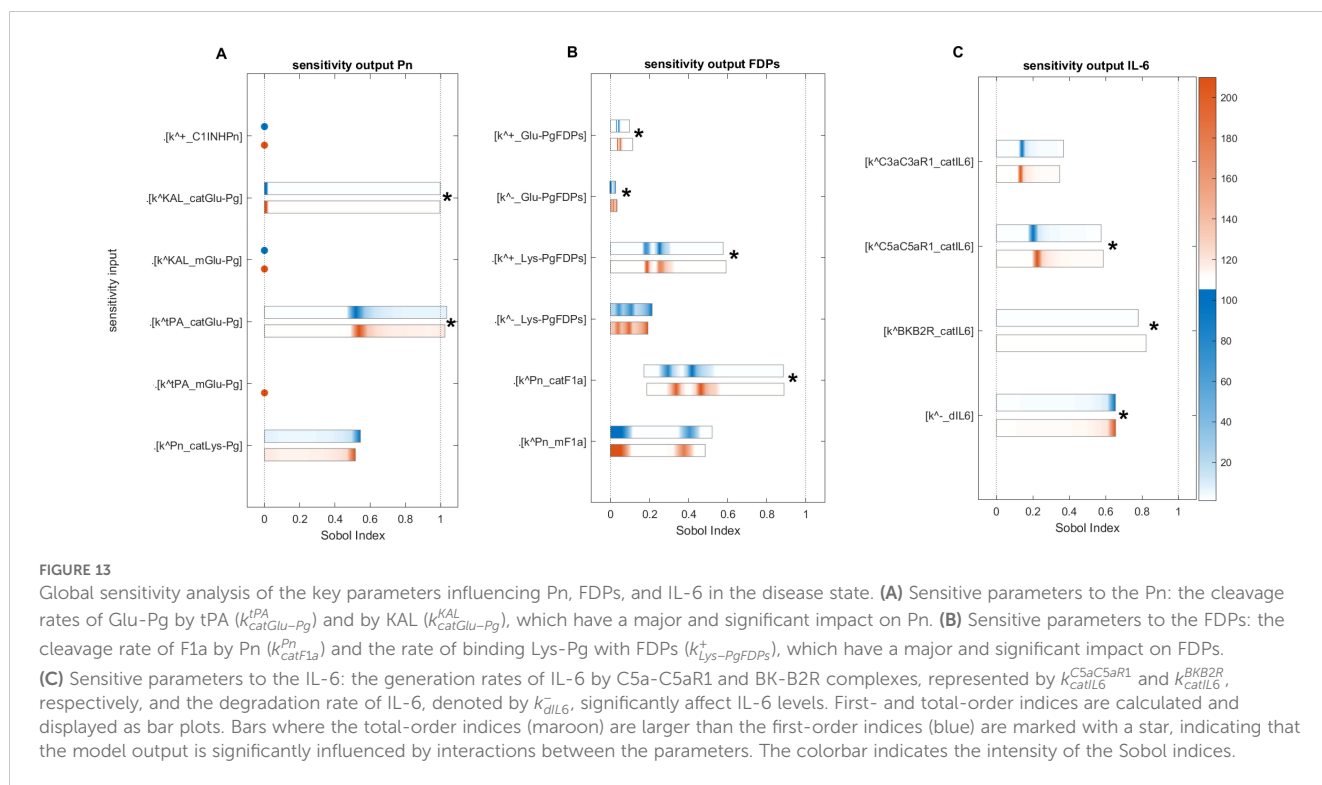 A
sensitivity output Pn
sensitivity input
.[k^+_C1INHPn]
.[k^KAL_catGlu-Pg]
*
.[k^KAL_mGlu-Pg]
.[k^tPA_catGlu-Pg]
*
.[k^tPA_mGlu-Pg]
.[k^Pn_catLys-Pg]
0 0.2 0.4 0.6 0.8 1
Sobol Index
B
sensitivity output FDPs
[k^+_Glu-PgFDPs]
*
.[k^-_Glu-PgFDPs]
*
.[k^+_Lys-PgFDPs]
*
.[k^-_Lys-PgFDPs]
.[k^Pn_catF1a]
*
.[k^Pn_mF1a]
0 0.2 0.4 0.6 0.8 1
Sobol Index
C
sensitivity output IL-6
[k^C3aC3aR1_catIL6]
[k^C5aC5aR1_catIL6]
*
[k^BKB2R_catIL6]
*
[k^-_dIL6]
*
0 0.2 0.4 0.6 0.8 1
Sobol Index
200
180
160
140
120
100
80
60
40
20
FIGURE 13
Global sensitivity analysis of the key parameters influencing Pn, FDPs, and IL-6 in the disease state. (A) Sensitive parameters to the Pn: the cleavage
rates of Glu-Pg by tPA (k^{tPA}_{catGlu−Pg}) and by KAL (k^{KAL}_{catGlu−Pg}), which have a major and significant impact on Pn. (B) Sensitive parameters to the FDPs: the
cleavage rate of F1a by Pn (k^{Pn}_{catF1a}) and the rate of binding Lys-Pg with FDPs (k^+_{Lys−PgFDPs}), which have a major and significant impact on FDPs.
(C) Sensitive parameters to the IL-6: the generation rates of IL-6 by C5a-C5aR1 and BK-B2R complexes, represented by k^{C5aC5aR1}_{catIL6} and k^{BKB2R}_{catIL6},
respectively, and the degradation rate of IL-6, denoted by k^−_{dIL6}, significantly affect IL-6 levels. First- and total-order indices are calculated and
displayed as bar plots. Bars where the total-order indices (maroon) are larger than the first-order indices (blue) are marked with a star, indicating that
the model output is significantly influenced by interactions between the parameters. The colorbar indicates the intensity of the Sobol indices.